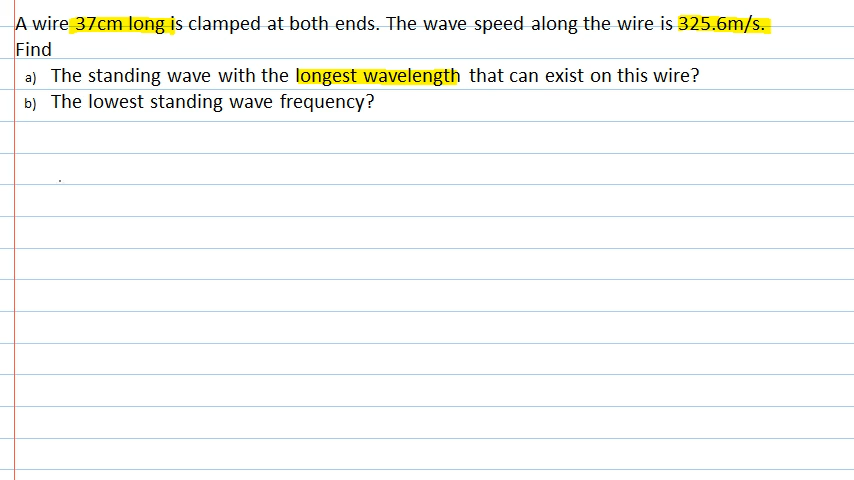 A wire 37cm long is clamped at both ends. The wave speed along the wire is 325.6m/s.
Find
a) The standing wave with the longest wavelength that can exist on this wire?
b) The lowest standing wave frequency?